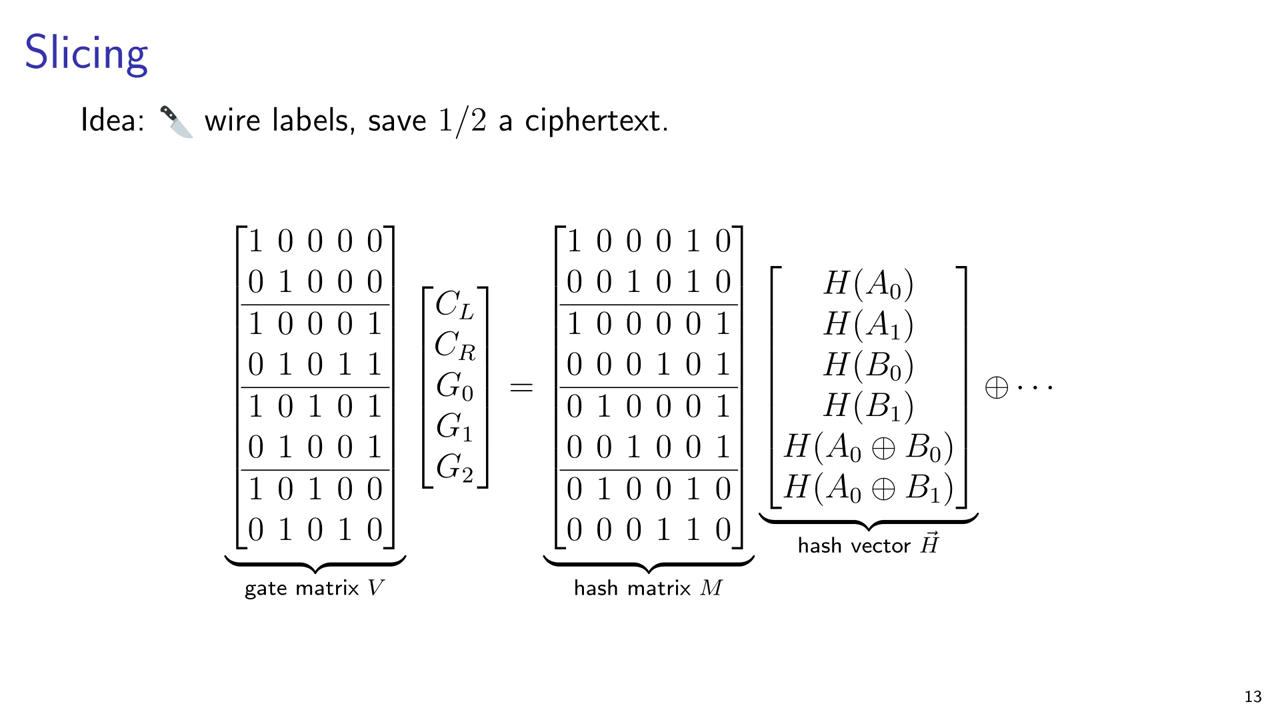 Slicing
Idea: 🔪 wire labels, save 1/2 a ciphertext.
1 0 0 0 0
0 1 0 0 0
1 0 0 0 1
0 1 0 1 1
1 0 1 0 1
0 1 0 0 1
1 0 1 0 0
0 1 0 1 0
gate matrix V
C_L
C_R
G_0
G_1
G_2
=
1 0 0 0 1 0
0 0 1 0 1 0
1 0 0 0 0 1
0 0 0 1 0 1
0 1 0 0 0 1
0 0 1 0 0 1
0 1 0 0 1 0
0 0 0 1 1 0
hash matrix M
H(A_0)
H(A_1)
H(B_0)
H(B_1)
H(A_0 ⊕ B_0)
H(A_0 ⊕ B_1)
hash vector H⃗
⊕ ···
13